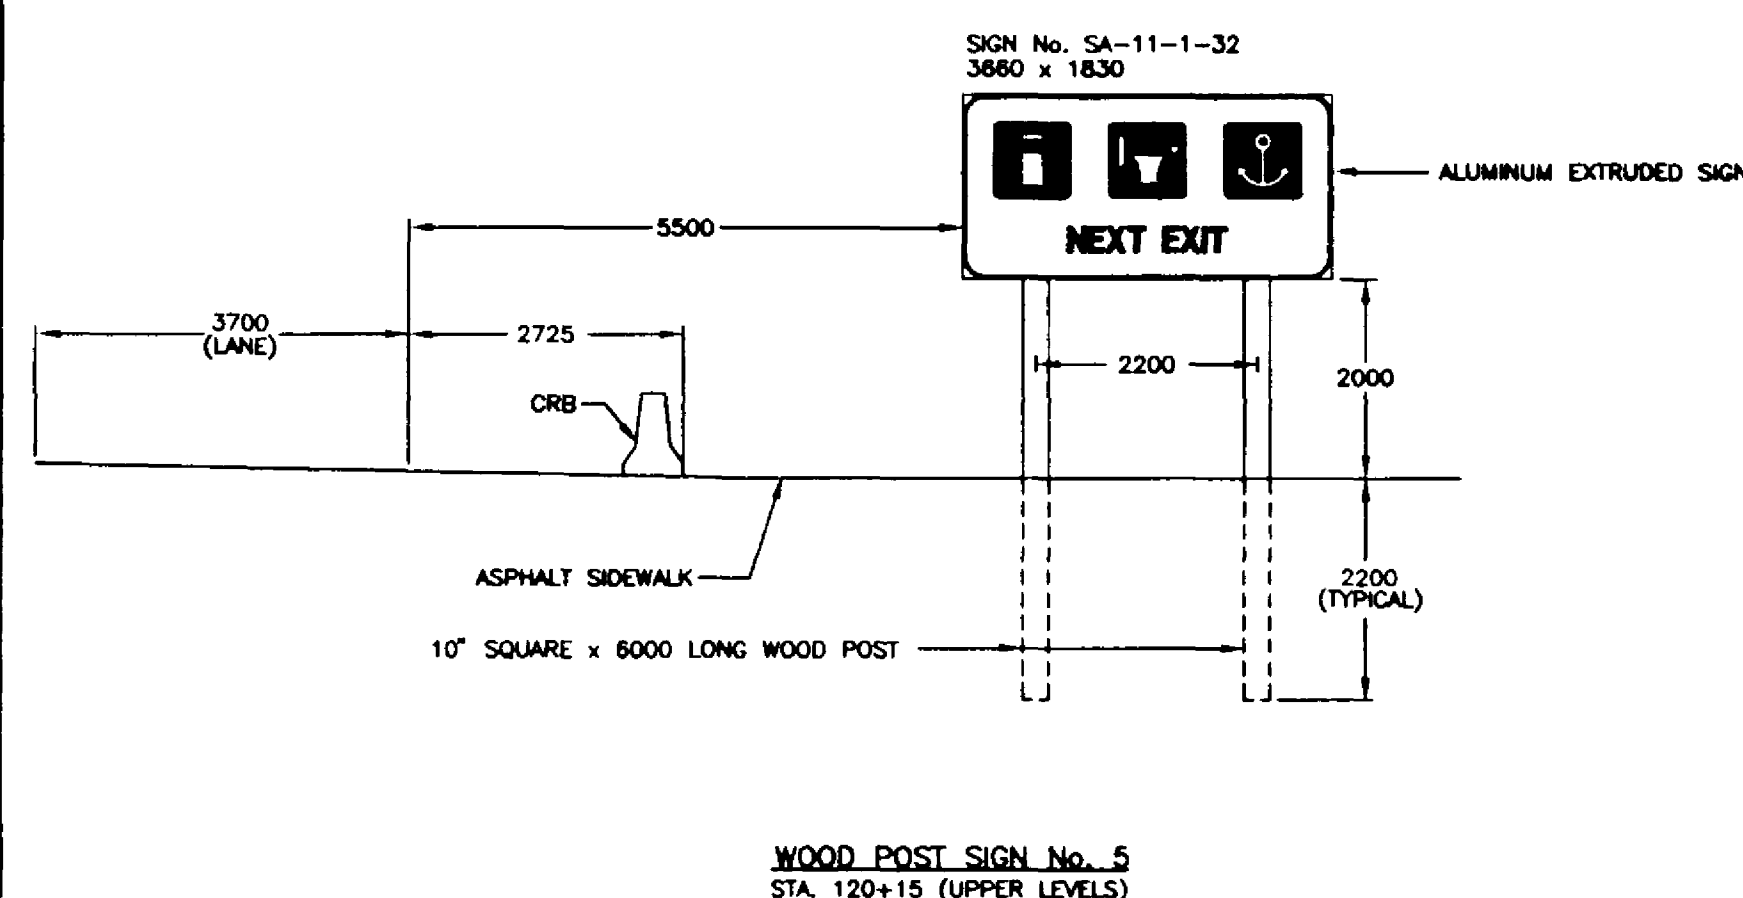 SIGN No. SA-11-1-32
3660 x 1830
NEXT EXIT
ALUMINUM EXTRUDED SIGN
5500
3700
(LANE)
2725
2200
2000
CRB
ASPHALT SIDEWALK
2200
(TYPICAL)
10" SQUARE x 6000 LONG WOOD POST
WOOD POST SIGN No. 5
STA. 120+15 (UPPER LEVELS)